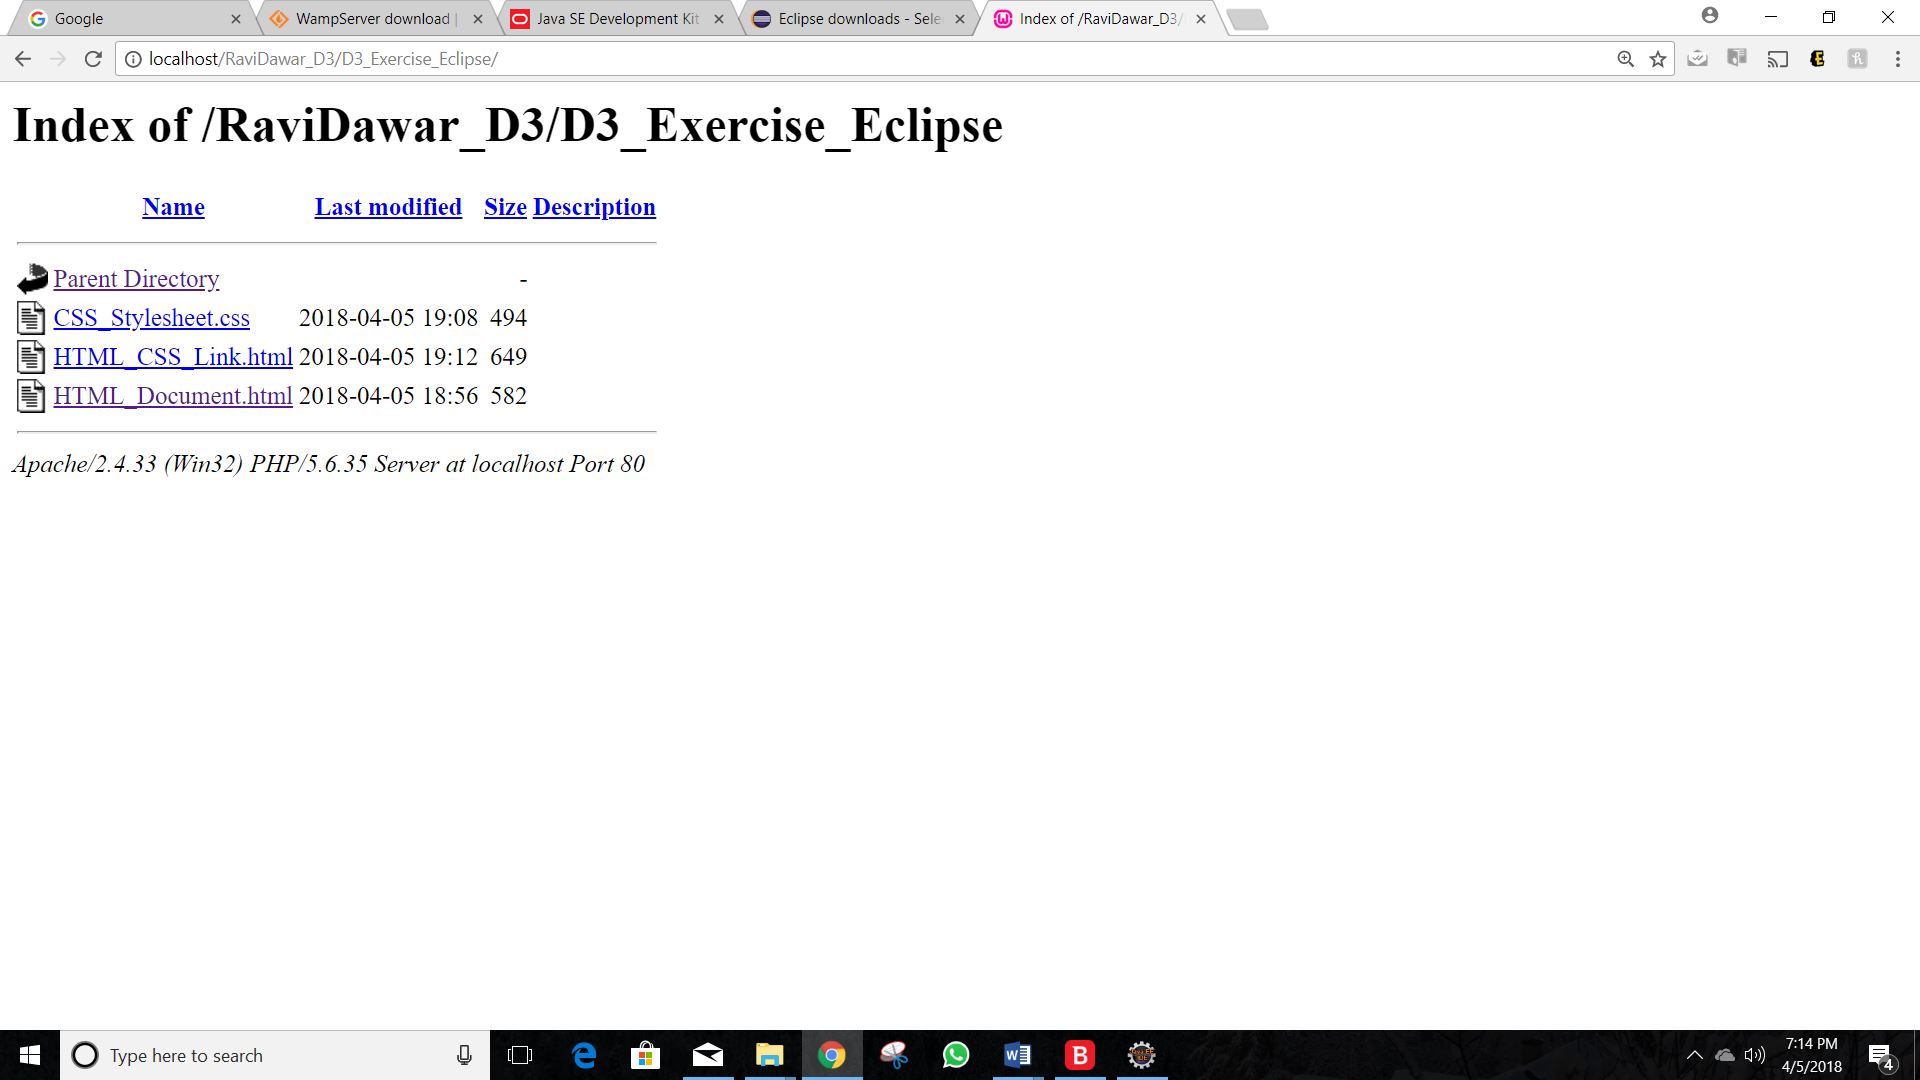 Google
WampServer download |
Java SE Development Kit
Eclipse downloads - Sele
Index of /RaviDawar_D3/
localhost/RaviDawar_D3/D3_Exercise_Eclipse/
Index of /RaviDawar_D3/D3_Exercise_Eclipse
Name Last modified Size Description
Parent Directory -
CSS_Stylesheet.css 2018-04-05 19:08 494
HTML_CSS_Link.html 2018-04-05 19:12 649
HTML_Document.html 2018-04-05 18:56 582
Apache/2.4.33 (Win32) PHP/5.6.35 Server at localhost Port 80
Type here to search
7:14 PM
4/5/2018
4